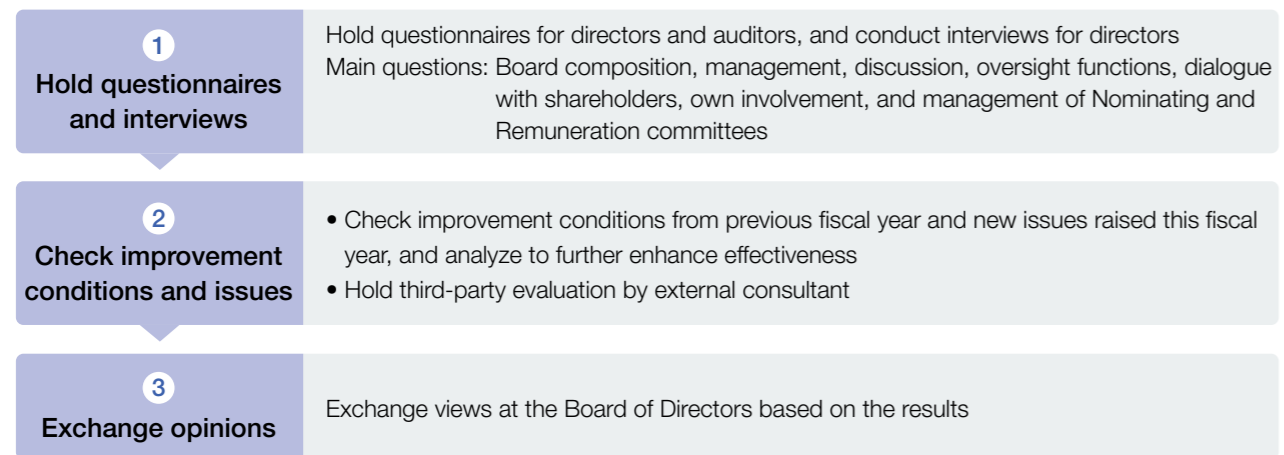 1
Hold questionnaires
and interviews
Hold questionnaires for directors and auditors, and conduct interviews for directors
Main questions: Board composition, management, discussion, oversight functions, dialogue
with shareholders, own involvement, and management of Nominating and
Remuneration committees
2
Check improvement
conditions and issues
• Check improvement conditions from previous fiscal year and new issues raised this fiscal
year, and analyze to further enhance effectiveness
• Hold third-party evaluation by external consultant
3
Exchange opinions
Exchange views at the Board of Directors based on the results